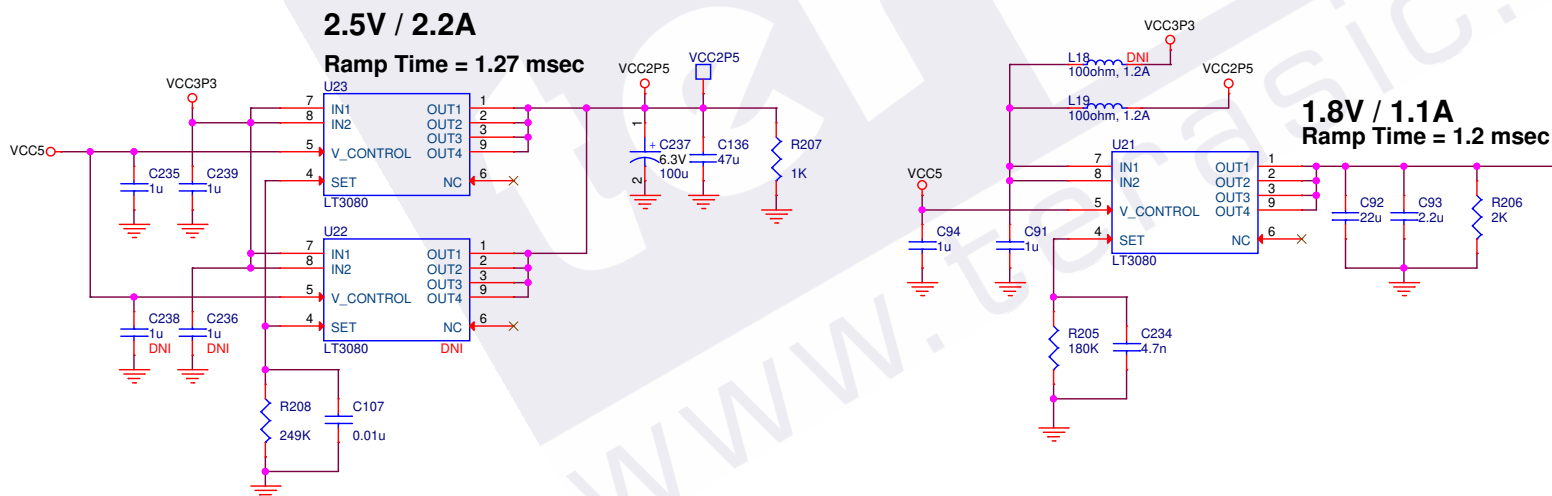 2.5V / 2.2A
Ramp Time = 1.27 msec
VCC3P3
VCC5
U23
7 IN1
8 IN2
5 V_CONTROL
4 SET
OUT1 1
OUT2 2
OUT3 3
OUT4 9
NC 6
LT3080
C235
1u
C239
1u
VCC2P5
VCC2P5
1
+ C237
6.3V
100u
2
C136
47u
R207
1K
U22
7 IN1
8 IN2
5 V_CONTROL
4 SET
OUT1 1
OUT2 2
OUT3 3
OUT4 9
NC 6
LT3080
DNI
C238
1u
DNI
C236
1u
DNI
R208
249K
C107
0.01u
VCC3P3
L18 DNI
100ohm, 1.2A
VCC2P5
L19
100ohm, 1.2A
1.8V / 1.1A
Ramp Time = 1.2 msec
VCC5
U21
7 IN1
8 IN2
5 V_CONTROL
4 SET
OUT1 1
OUT2 2
OUT3 3
OUT4 9
NC 6
LT3080
C94
1u
C91
1u
C92
22u
C93
2.2u
R206
2K
R205
180K
C234
4.7n
www.terasic.